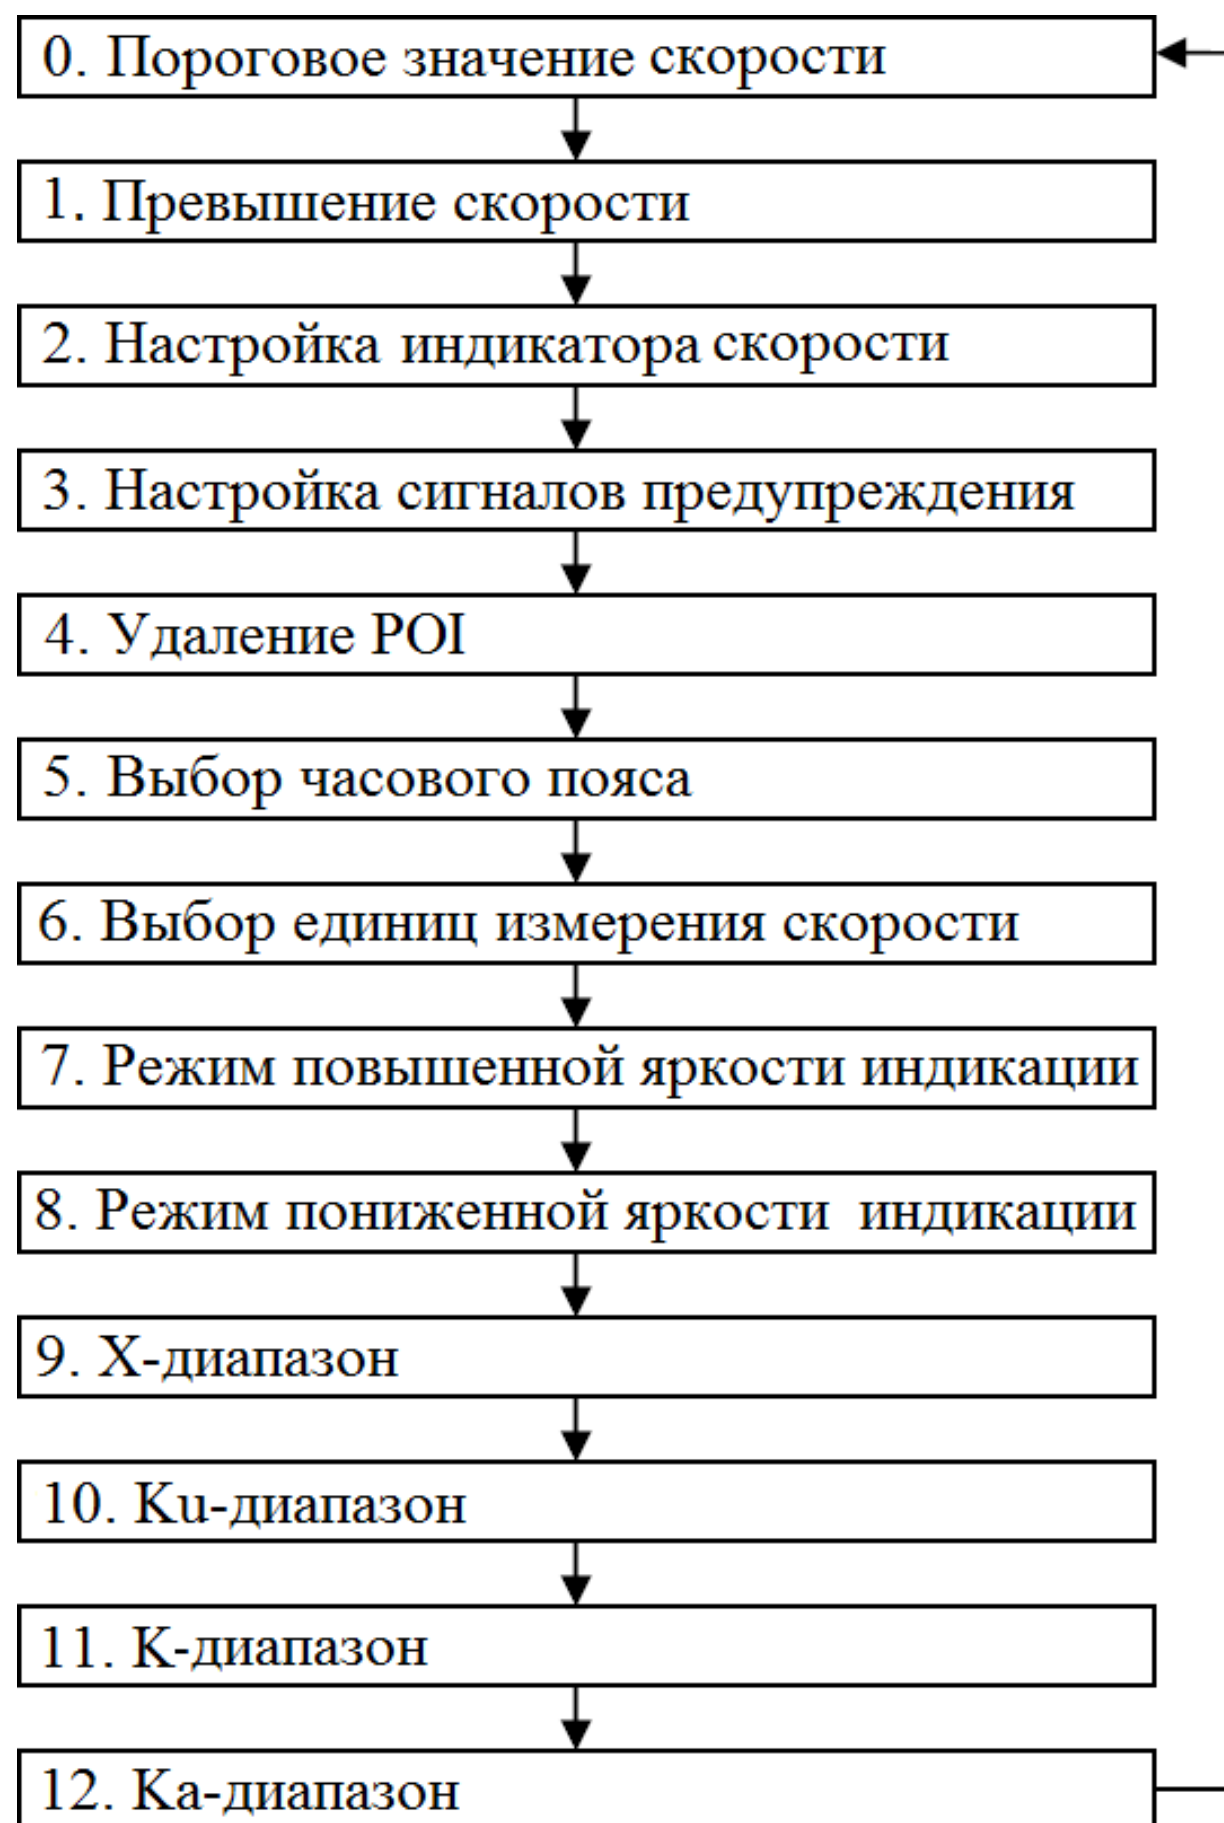 0. Пороговое значение скорости
1. Превышение скорости
2. Настройка индикатора скорости
3. Настройка сигналов предупреждения
4. Удаление POI
5. Выбор часового пояса
6. Выбор единиц измерения скорости
7. Режим повышенной яркости индикации
8. Режим пониженной яркости индикации
9. X-диапазон
10. Ku-диапазон
11. K-диапазон
12. Ka-диапазон